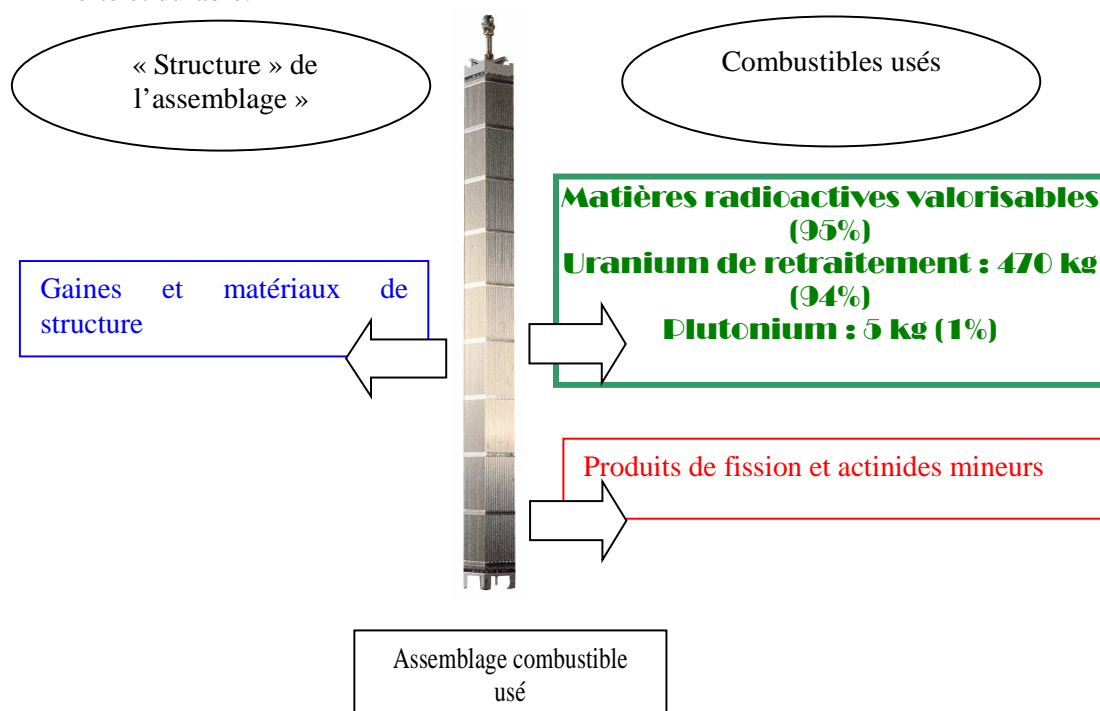 « Structure » de
l'assemblage »
Combustibles usés
Matières radioactives valorisables
(95%)
Uranium de retraitement : 470 kg
(94%)
Plutonium : 5 kg (1%)
Gaines et matériaux de
structure
Produits de fission et actinides mineurs
Assemblage combustible
usé